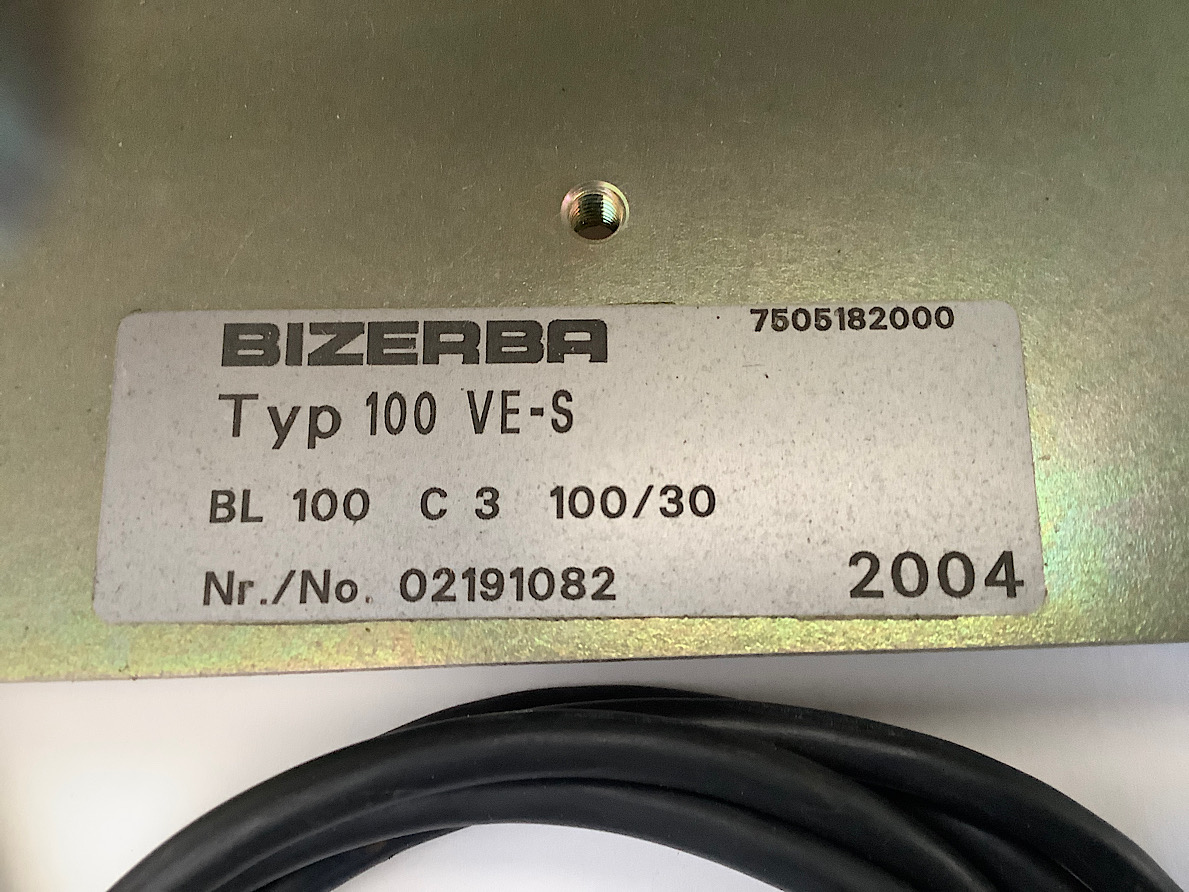 BIZERBA 7505182000
Typ 100 VE-S
BL 100 C 3 100/30
Nr./No. 02191082 2004